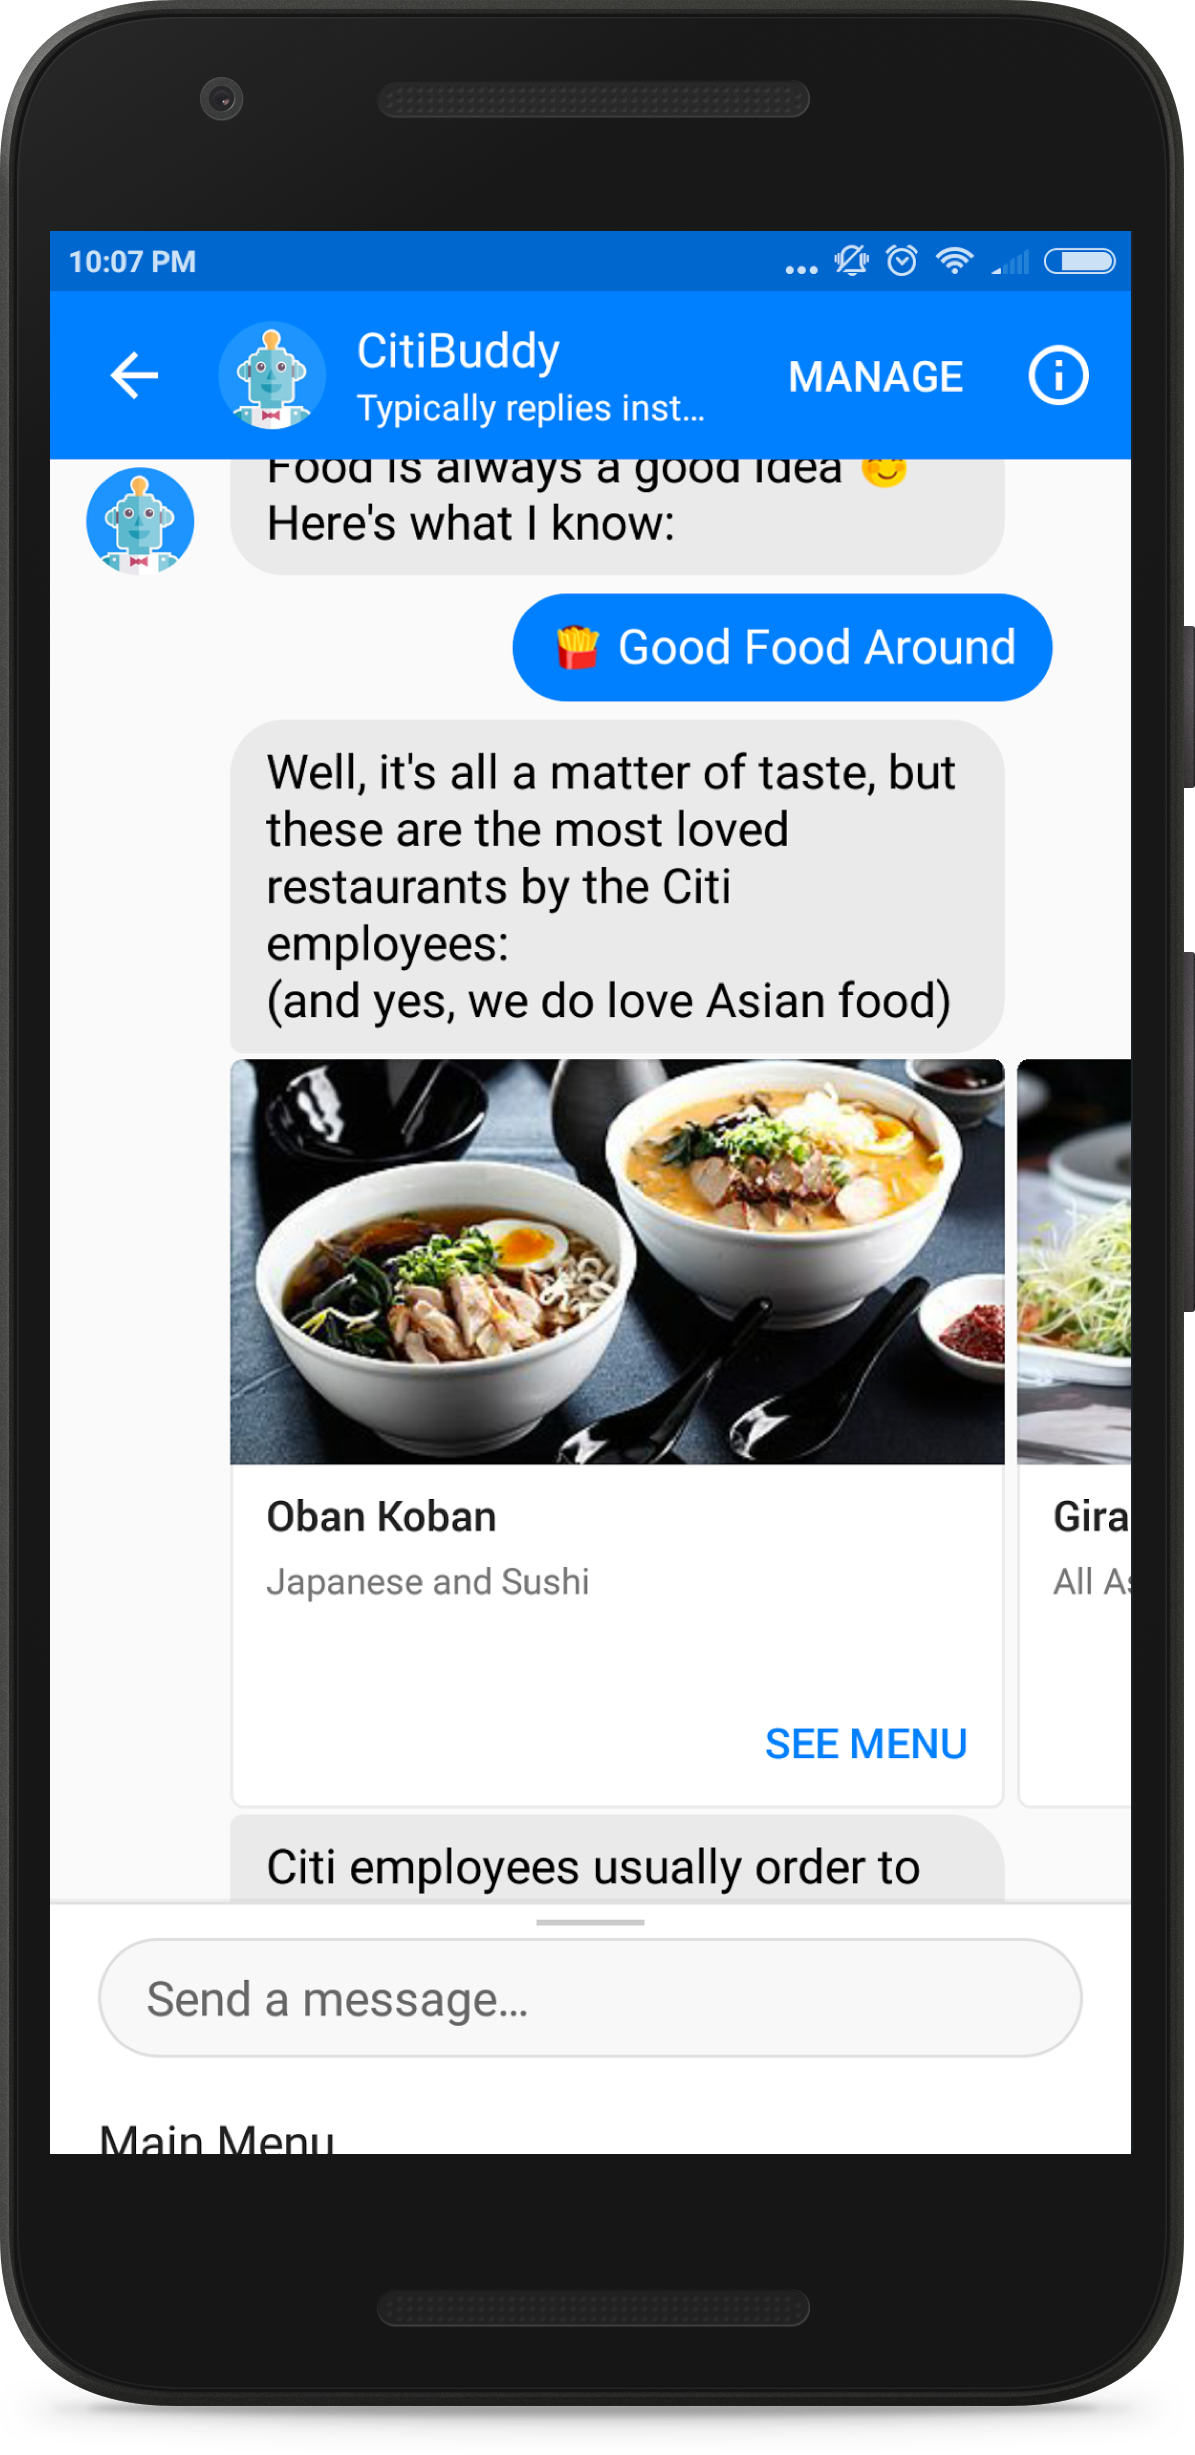 10:07 PM
CitiBuddy
Typically replies inst...
MANAGE
Food is always a good idea 😊
Here's what I know:
🍟 Good Food Around
Well, it's all a matter of taste, but
these are the most loved
restaurants by the Citi
employees:
(and yes, we do love Asian food)
Oban Koban
Japanese and Sushi
SEE MENU
Gira
All As
Citi employees usually order to
Send a message...
Main Menu